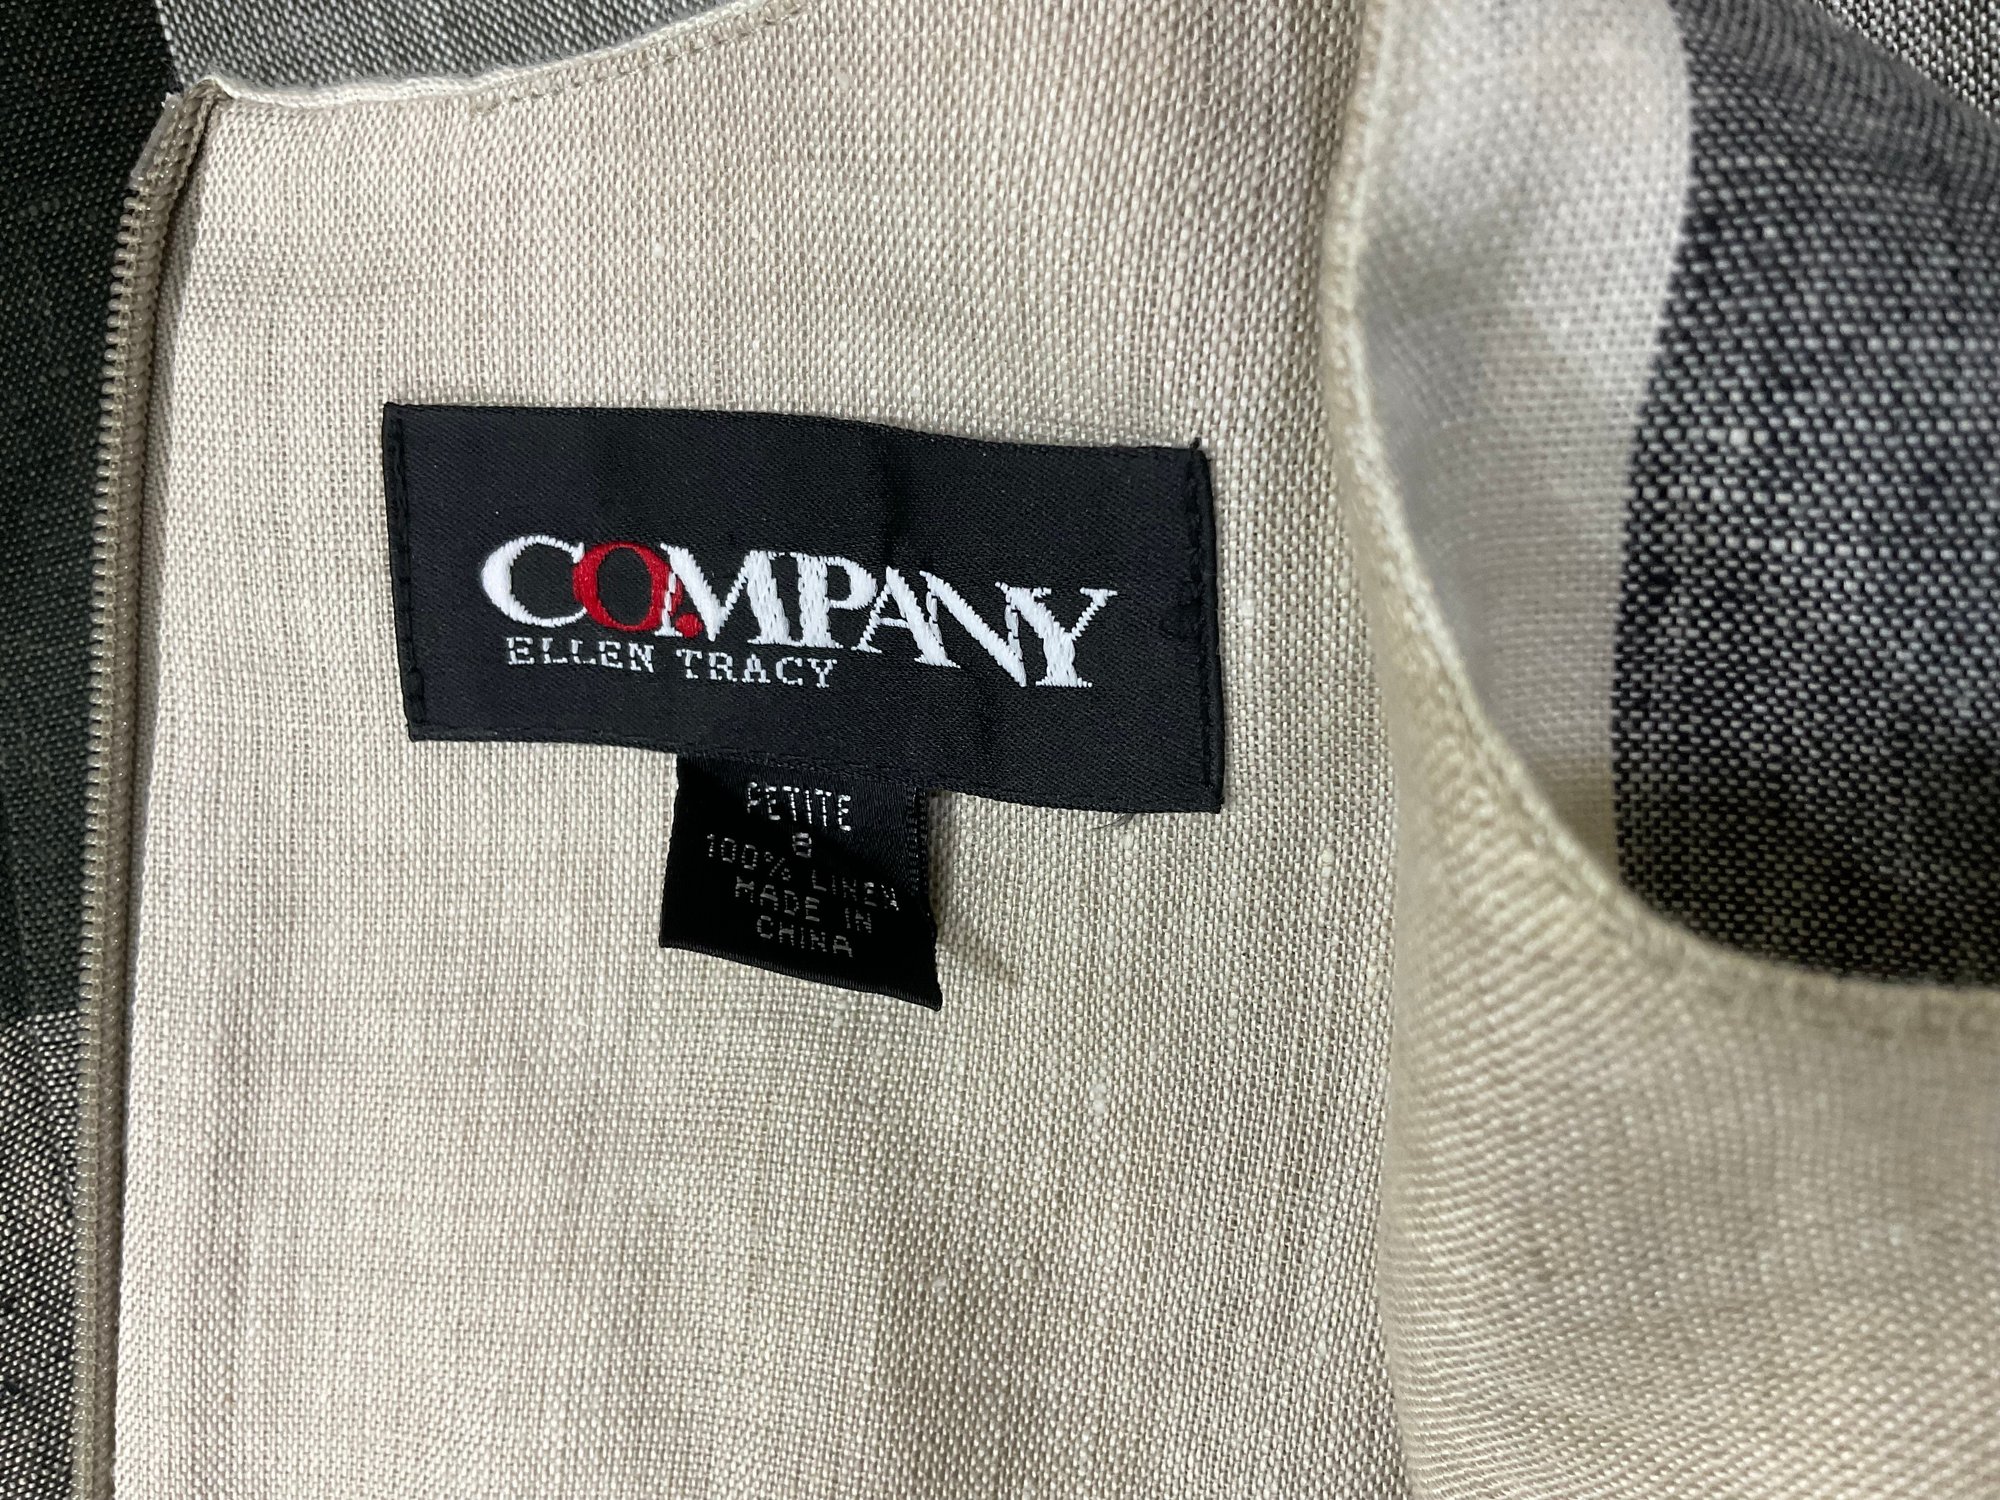 CO.MPANY
ELLEN TRACY
PETITE
8
100% LINEN
MADE IN
CHINA